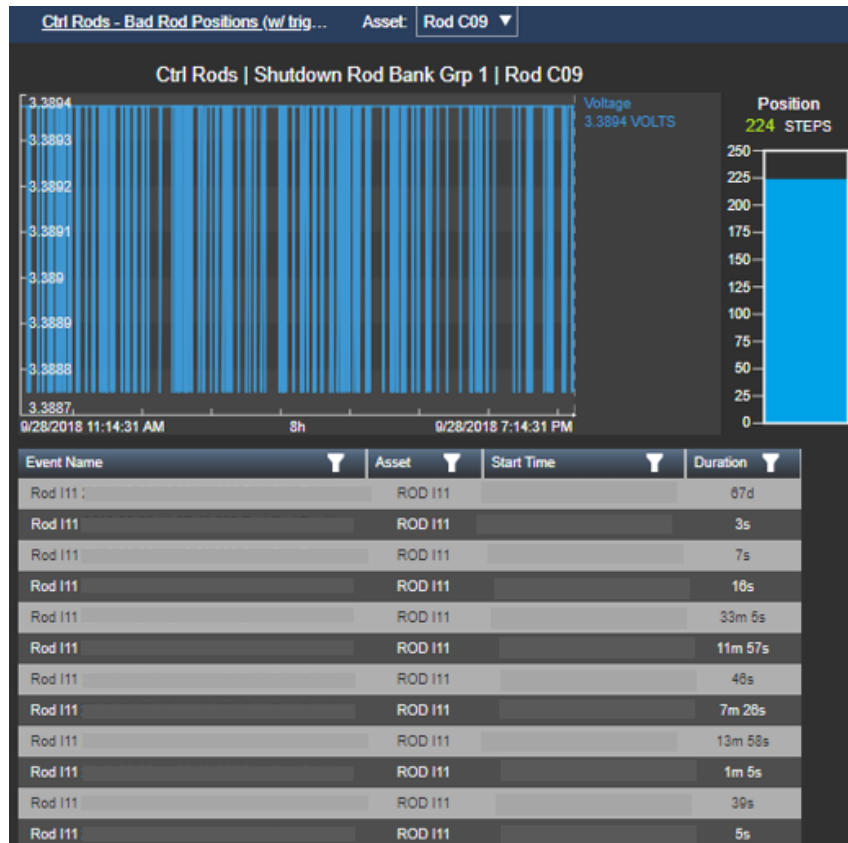 Ctrl Rods - Bad Rod Positions (w/ trig... Asset: Rod C09
Ctrl Rods | Shutdown Rod Bank Grp 1 | Rod C09
3.3894
3.3893
3.3892
3.3891
3.389
3.3889
3.3888
3.3887
9/28/2018 11:14:31 AM 8h 9/28/2018 7:14:31 PM
Voltage
3.3894 VOLTS
Position
224 STEPS
250
225
200
175
150
125
100
75
50
25
0
Event Name Asset Start Time Duration
Rod I11 : ROD I11 67d
Rod I11 ROD I11 3s
Rod I11 ROD I11 7s
Rod I11 ROD I11 16s
Rod I11 ROD I11 33m 5s
Rod I11 ROD I11 11m 57s
Rod I11 ROD I11 46s
Rod I11 ROD I11 7m 26s
Rod I11 ROD I11 13m 58s
Rod I11 ROD I11 1m 5s
Rod I11 ROD I11 39s
Rod I11 ROD I11 5s